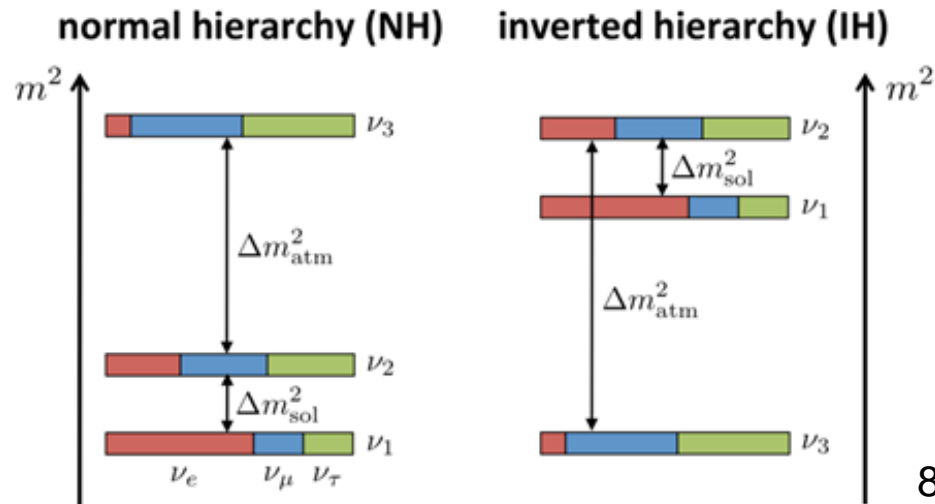 normal hierarchy (NH) inverted hierarchy (IH)
m² m²
ν₃ ν₂
Δm²sol
ν₁
Δm²atm
Δm²atm
ν₂
Δm²sol
ν₁ ν₃
νe νμ ντ
8